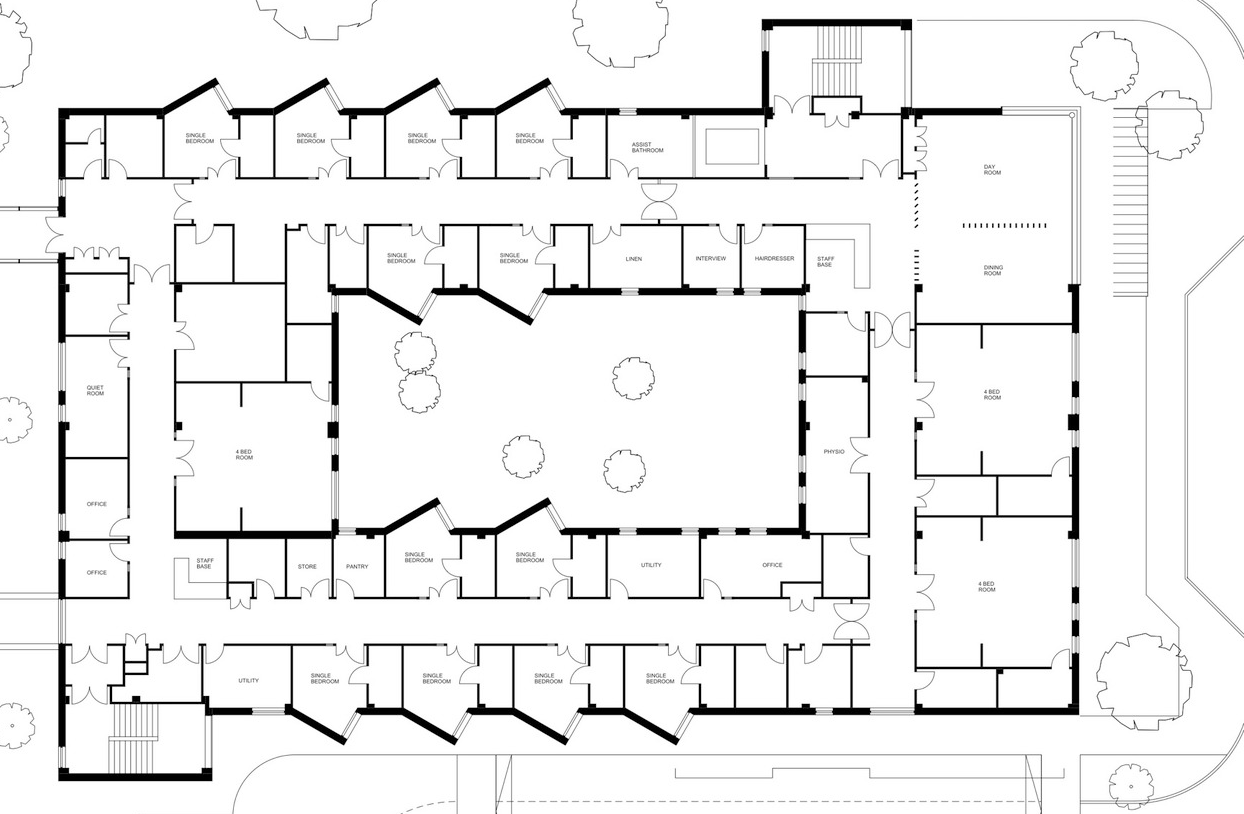 SINGLE
BEDROOM
SINGLE
BEDROOM
SINGLE
BEDROOM
SINGLE
BEDROOM
ASSIST
BATHROOM
DAY
ROOM
SINGLE
BEDROOM
SINGLE
BEDROOM
LINEN
INTERVIEW
HAIRDRESSER
STAFF
BASE
DINING
ROOM
QUIET
ROOM
4 BED
ROOM
4 BED
ROOM
PHYSIO
OFFICE
OFFICE
STAFF
BASE
STORE
PANTRY
SINGLE
BEDROOM
SINGLE
BEDROOM
UTILITY
OFFICE
4 BED
ROOM
UTILITY
SINGLE
BEDROOM
SINGLE
BEDROOM
SINGLE
BEDROOM
SINGLE
BEDROOM